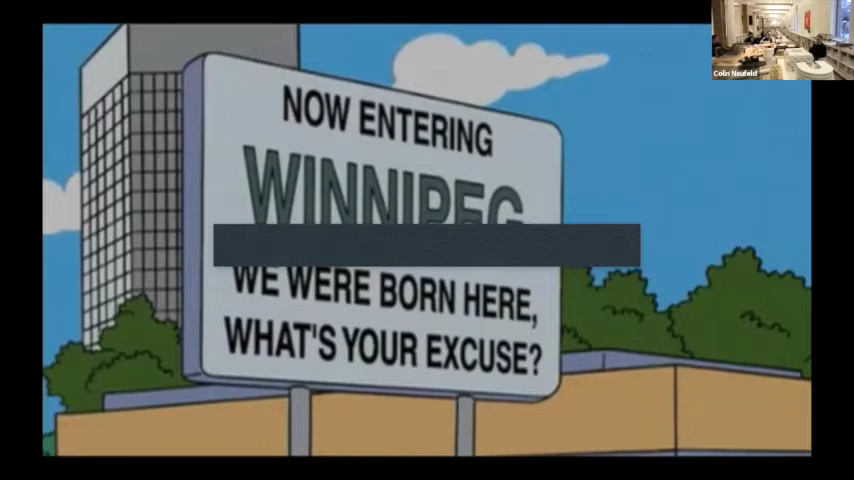 NOW ENTERING
WINNIPEG
WE WERE BORN HERE,
WHAT'S YOUR EXCUSE?
Colin Neufeld